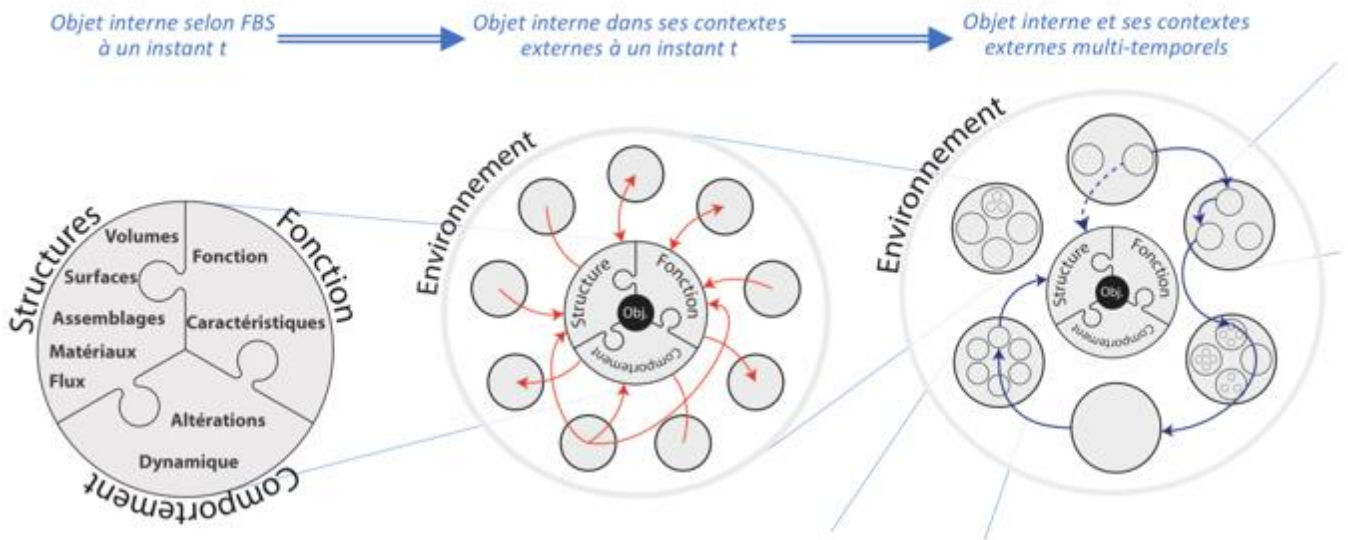 Objet interne selon FBS
à un instant t
Objet interne dans ses contextes
externes à un instant t
Objet interne et ses contextes
externes multi-temporels
Structures
Fonction
Comportement
Volumes
Surfaces
Assemblages
Matériaux
Flux
Fonction
Caractéristiques
Altérations
Dynamique
Environnement
Structure
Fonction
Comportement
Obj.
Environnement
Structure
Fonction
Comportement
Obj.